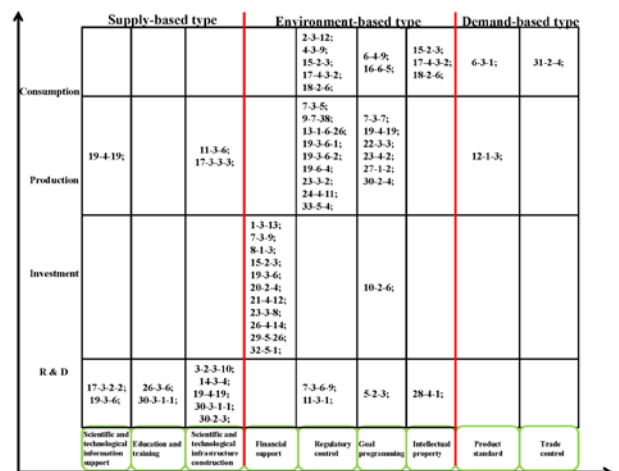 Supply-based type Environment-based type Demand-based type
Consumption
2-3-12;
4-3-9;
15-2-3;
17-4-3-2;
18-2-6;
6-4-9;
16-6-5;
15-2-3;
17-4-3-2;
18-2-6;
6-3-1;
31-2-4;
Production
19-4-19;
11-3-6;
17-3-3-3;
7-3-5;
9-7-38;
13-1-6-26;
19-3-6-1;
19-3-6-2;
19-6-4;
23-3-2;
24-4-11;
33-5-4;
7-3-7;
19-4-19;
22-3-3;
23-4-2;
27-1-2;
30-2-4;
12-1-3;
Investment
1-3-13;
7-3-9;
8-1-3;
15-2-3;
19-3-6;
20-2-4;
21-4-12;
23-3-8;
26-4-14;
29-5-26;
32-5-1;
10-2-6;
R & D
17-3-2-2;
19-3-6;
26-3-6;
30-3-1-1;
3-2-3-10;
14-3-4;
19-4-19;
30-3-1-1;
30-2-3;
7-3-6-9;
11-3-1;
5-2-3;
28-4-1;
Scientific and
technological
information
support
Education and
training
Scientific and
technological
infrastructure
construction
Financial
support
Regulatory
control
Goal
programming
Intellectual
property
Product
standard
Trade
control